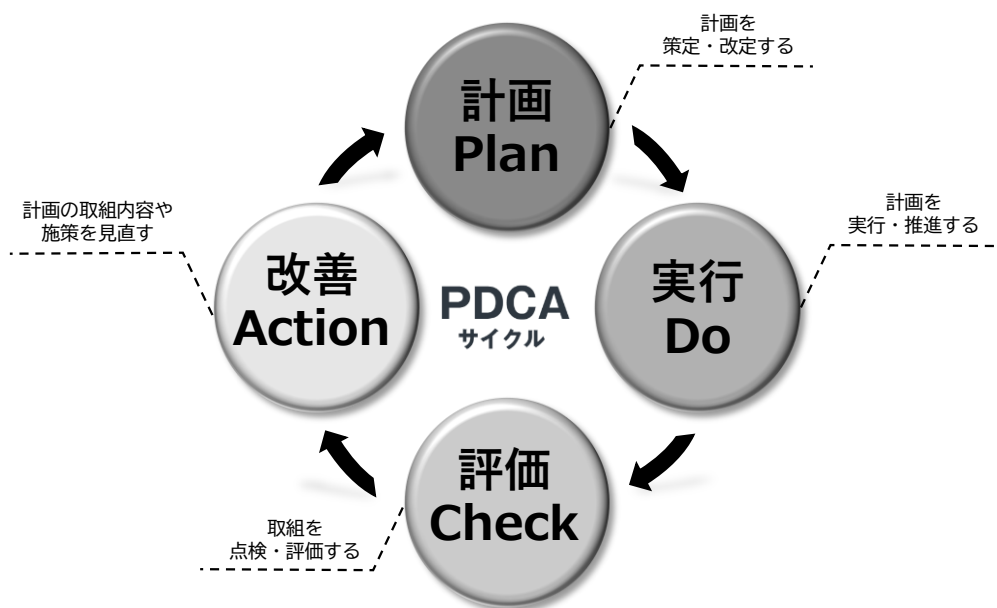 計画を
策定・改定する
計画
Plan
計画を
実行・推進する
実行
Do
PDCA
サイクル
計画の取組内容や
施策を見直す
改善
Action
評価
Check
取組を
点検・評価する